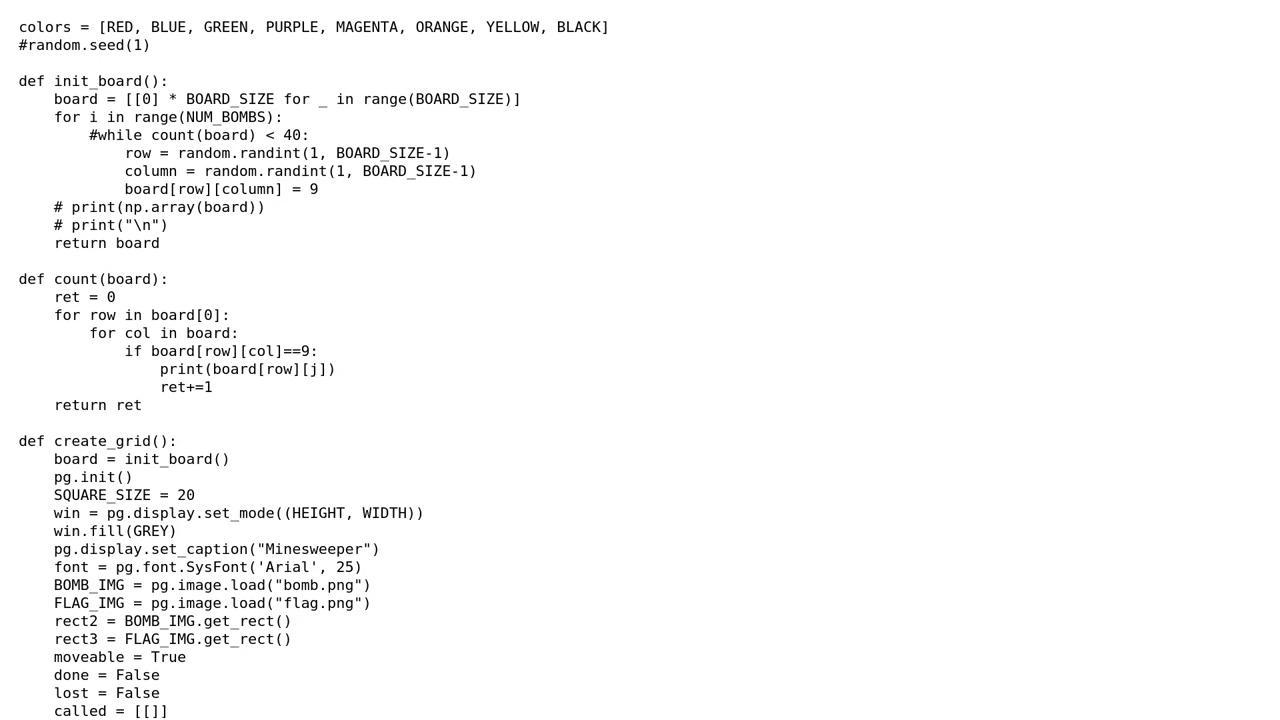 colors = [RED, BLUE, GREEN, PURPLE, MAGENTA, ORANGE, YELLOW, BLACK]
#random.seed(1)

def init_board():
    board = [[0] * BOARD_SIZE for _ in range(BOARD_SIZE)]
    for i in range(NUM_BOMBS):
        #while count(board) < 40:
            row = random.randint(1, BOARD_SIZE-1)
            column = random.randint(1, BOARD_SIZE-1)
            board[row][column] = 9
    # print(np.array(board))
    # print("\n")
    return board

def count(board):
    ret = 0
    for row in board[0]:
        for col in board:
            if board[row][col]==9:
                print(board[row][j])
                ret+=1
    return ret

def create_grid():
    board = init_board()
    pg.init()
    SQUARE_SIZE = 20
    win = pg.display.set_mode((HEIGHT, WIDTH))
    win.fill(GREY)
    pg.display.set_caption("Minesweeper")
    font = pg.font.SysFont('Arial', 25)
    BOMB_IMG = pg.image.load("bomb.png")
    FLAG_IMG = pg.image.load("flag.png")
    rect2 = BOMB_IMG.get_rect()
    rect3 = FLAG_IMG.get_rect()
    moveable = True
    done = False
    lost = False
    called = [[]]